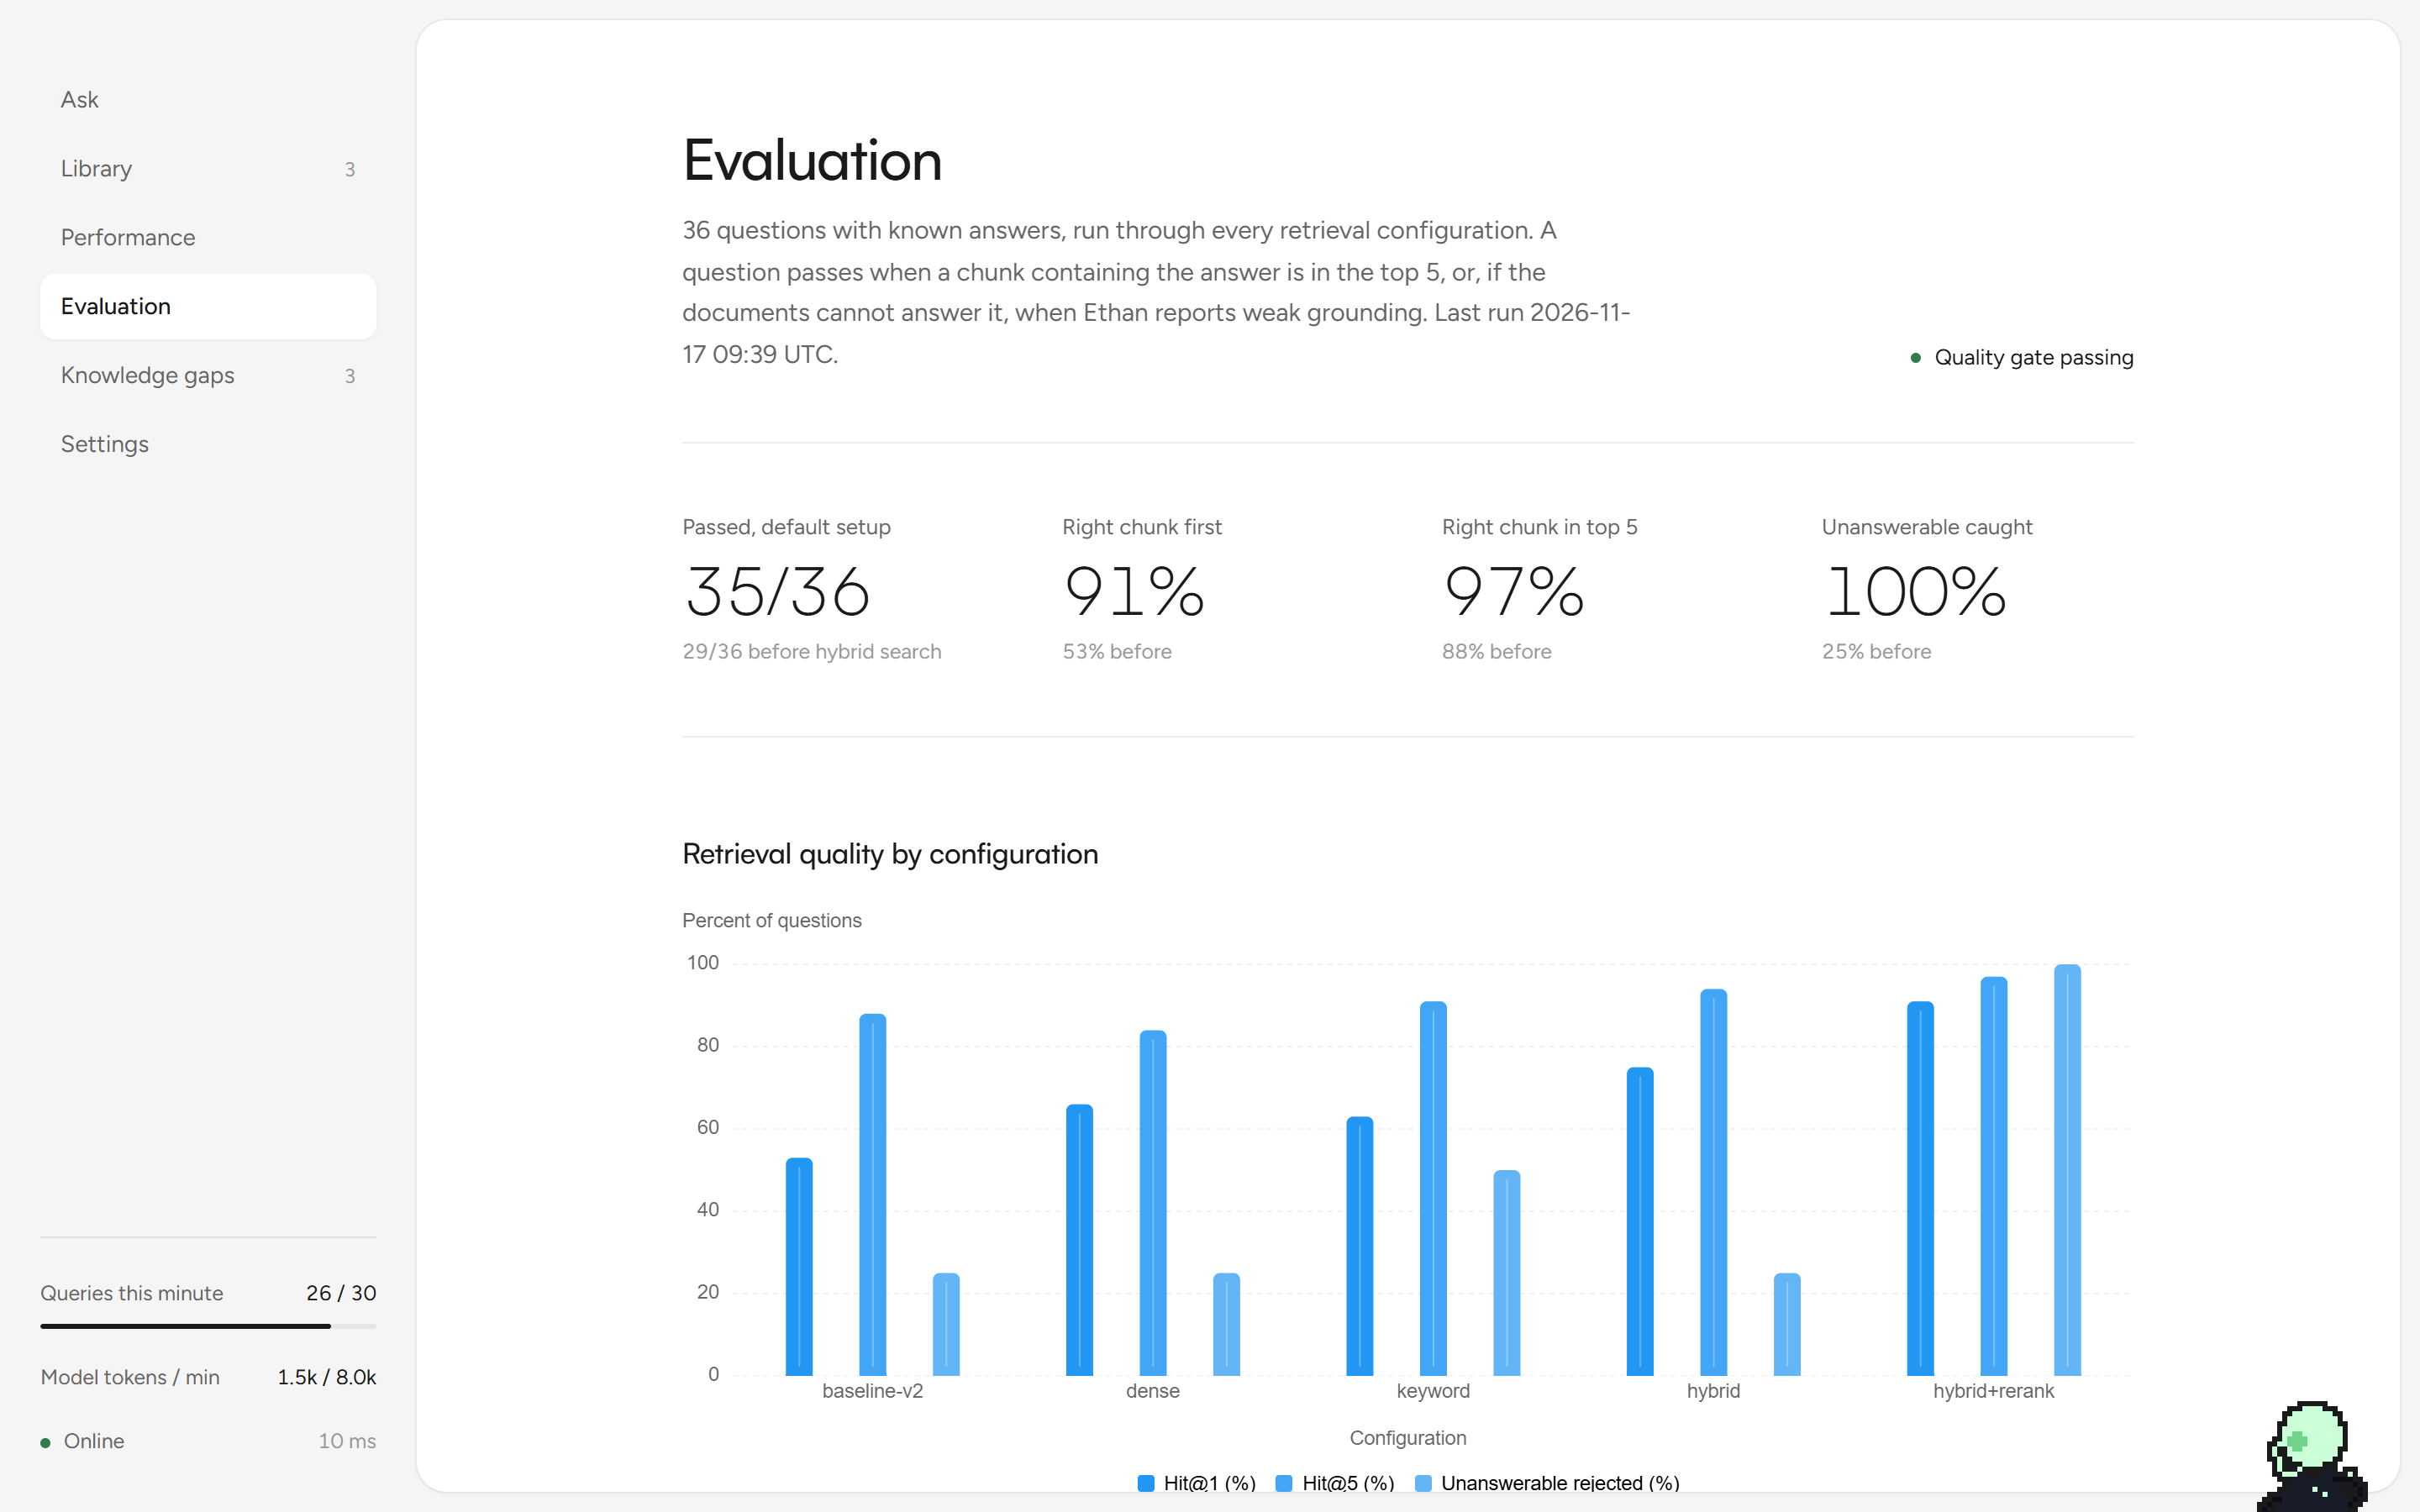 Ask
Library 3
Performance
Evaluation
Knowledge gaps 3
Settings
Queries this minute 26 / 30
Model tokens / min 1.5k / 8.0k
Online 10 ms
Evaluation
36 questions with known answers, run through every retrieval configuration. A
question passes when a chunk containing the answer is in the top 5, or, if the
documents cannot answer it, when Ethan reports weak grounding. Last run 2026-11-
17 09:39 UTC.
Quality gate passing
Passed, default setup
35/36
29/36 before hybrid search
Right chunk first
91%
53% before
Right chunk in top 5
97%
88% before
Unanswerable caught
100%
25% before
Retrieval quality by configuration
Percent of questions
100
80
60
40
20
0
baseline-v2 dense keyword hybrid hybrid+rerank
Configuration
Hit@1 (%) Hit@5 (%) Unanswerable rejected (%)